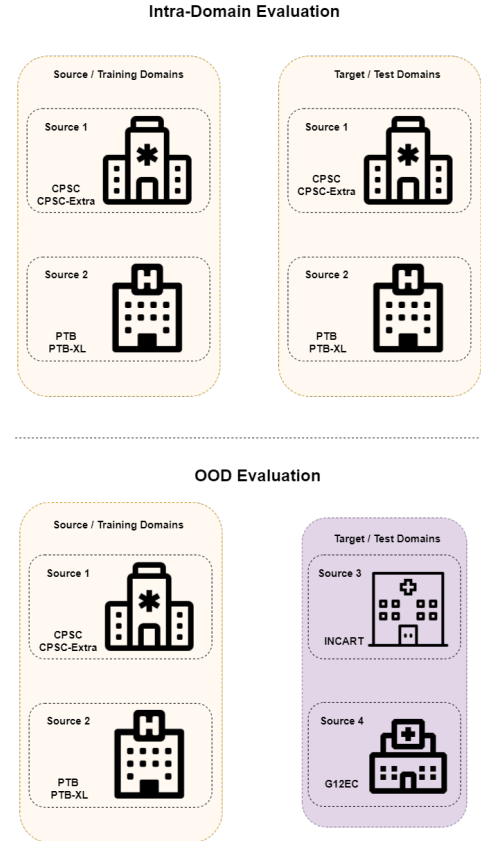 Intra-Domain Evaluation
Source / Training Domains
Source 1
CPSC
CPSC-Extra
Source 2
H
PTB
PTB-XL
Target / Test Domains
Source 1
CPSC
CPSC-Extra
Source 2
H
PTB
PTB-XL
OOD Evaluation
Source / Training Domains
Source 1
CPSC
CPSC-Extra
Source 2
H
PTB
PTB-XL
Target / Test Domains
Source 3
INCART
Source 4
G12EC